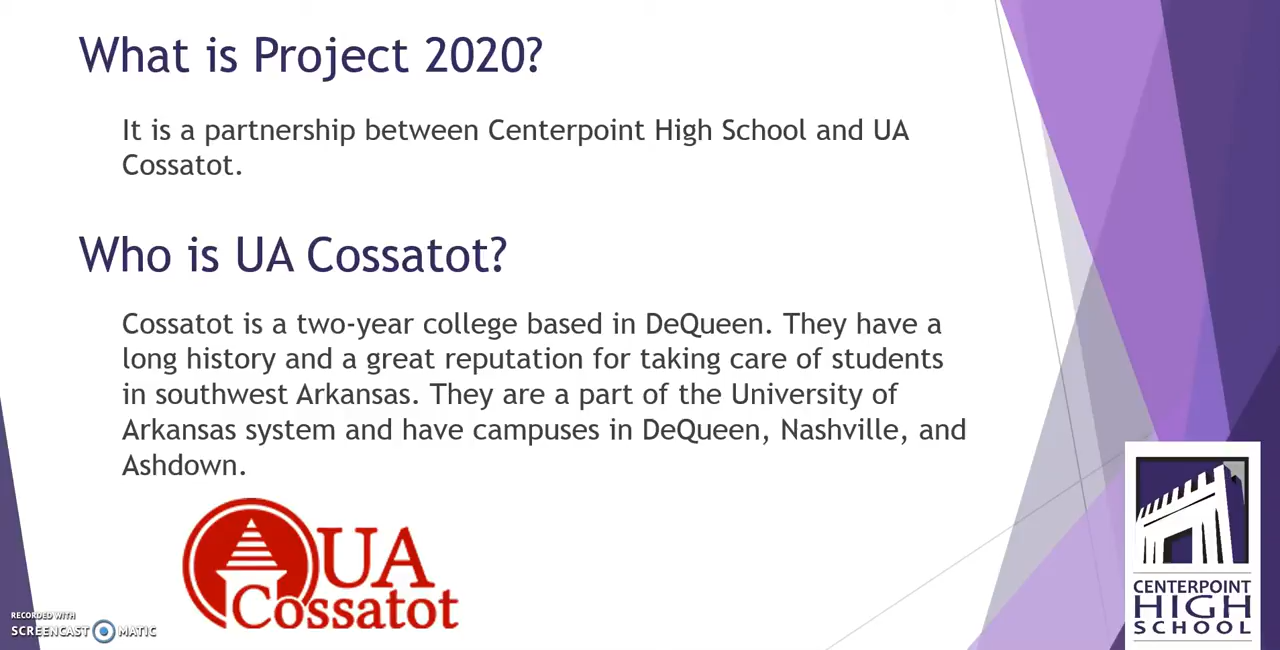 What is Project 2020?
It is a partnership between Centerpoint High School and UA
Cossatot.
Who is UA Cossatot?
Cossatot is a two-year college based in DeQueen. They have a
long history and a great reputation for taking care of students
in southwest Arkansas. They are a part of the University of
Arkansas system and have campuses in DeQueen, Nashville, and
Ashdown.
UA
Cossatot
RECORDED WITH
SCREENCAST MATIC
CENTERPOINT
HIGH
SCHOOL